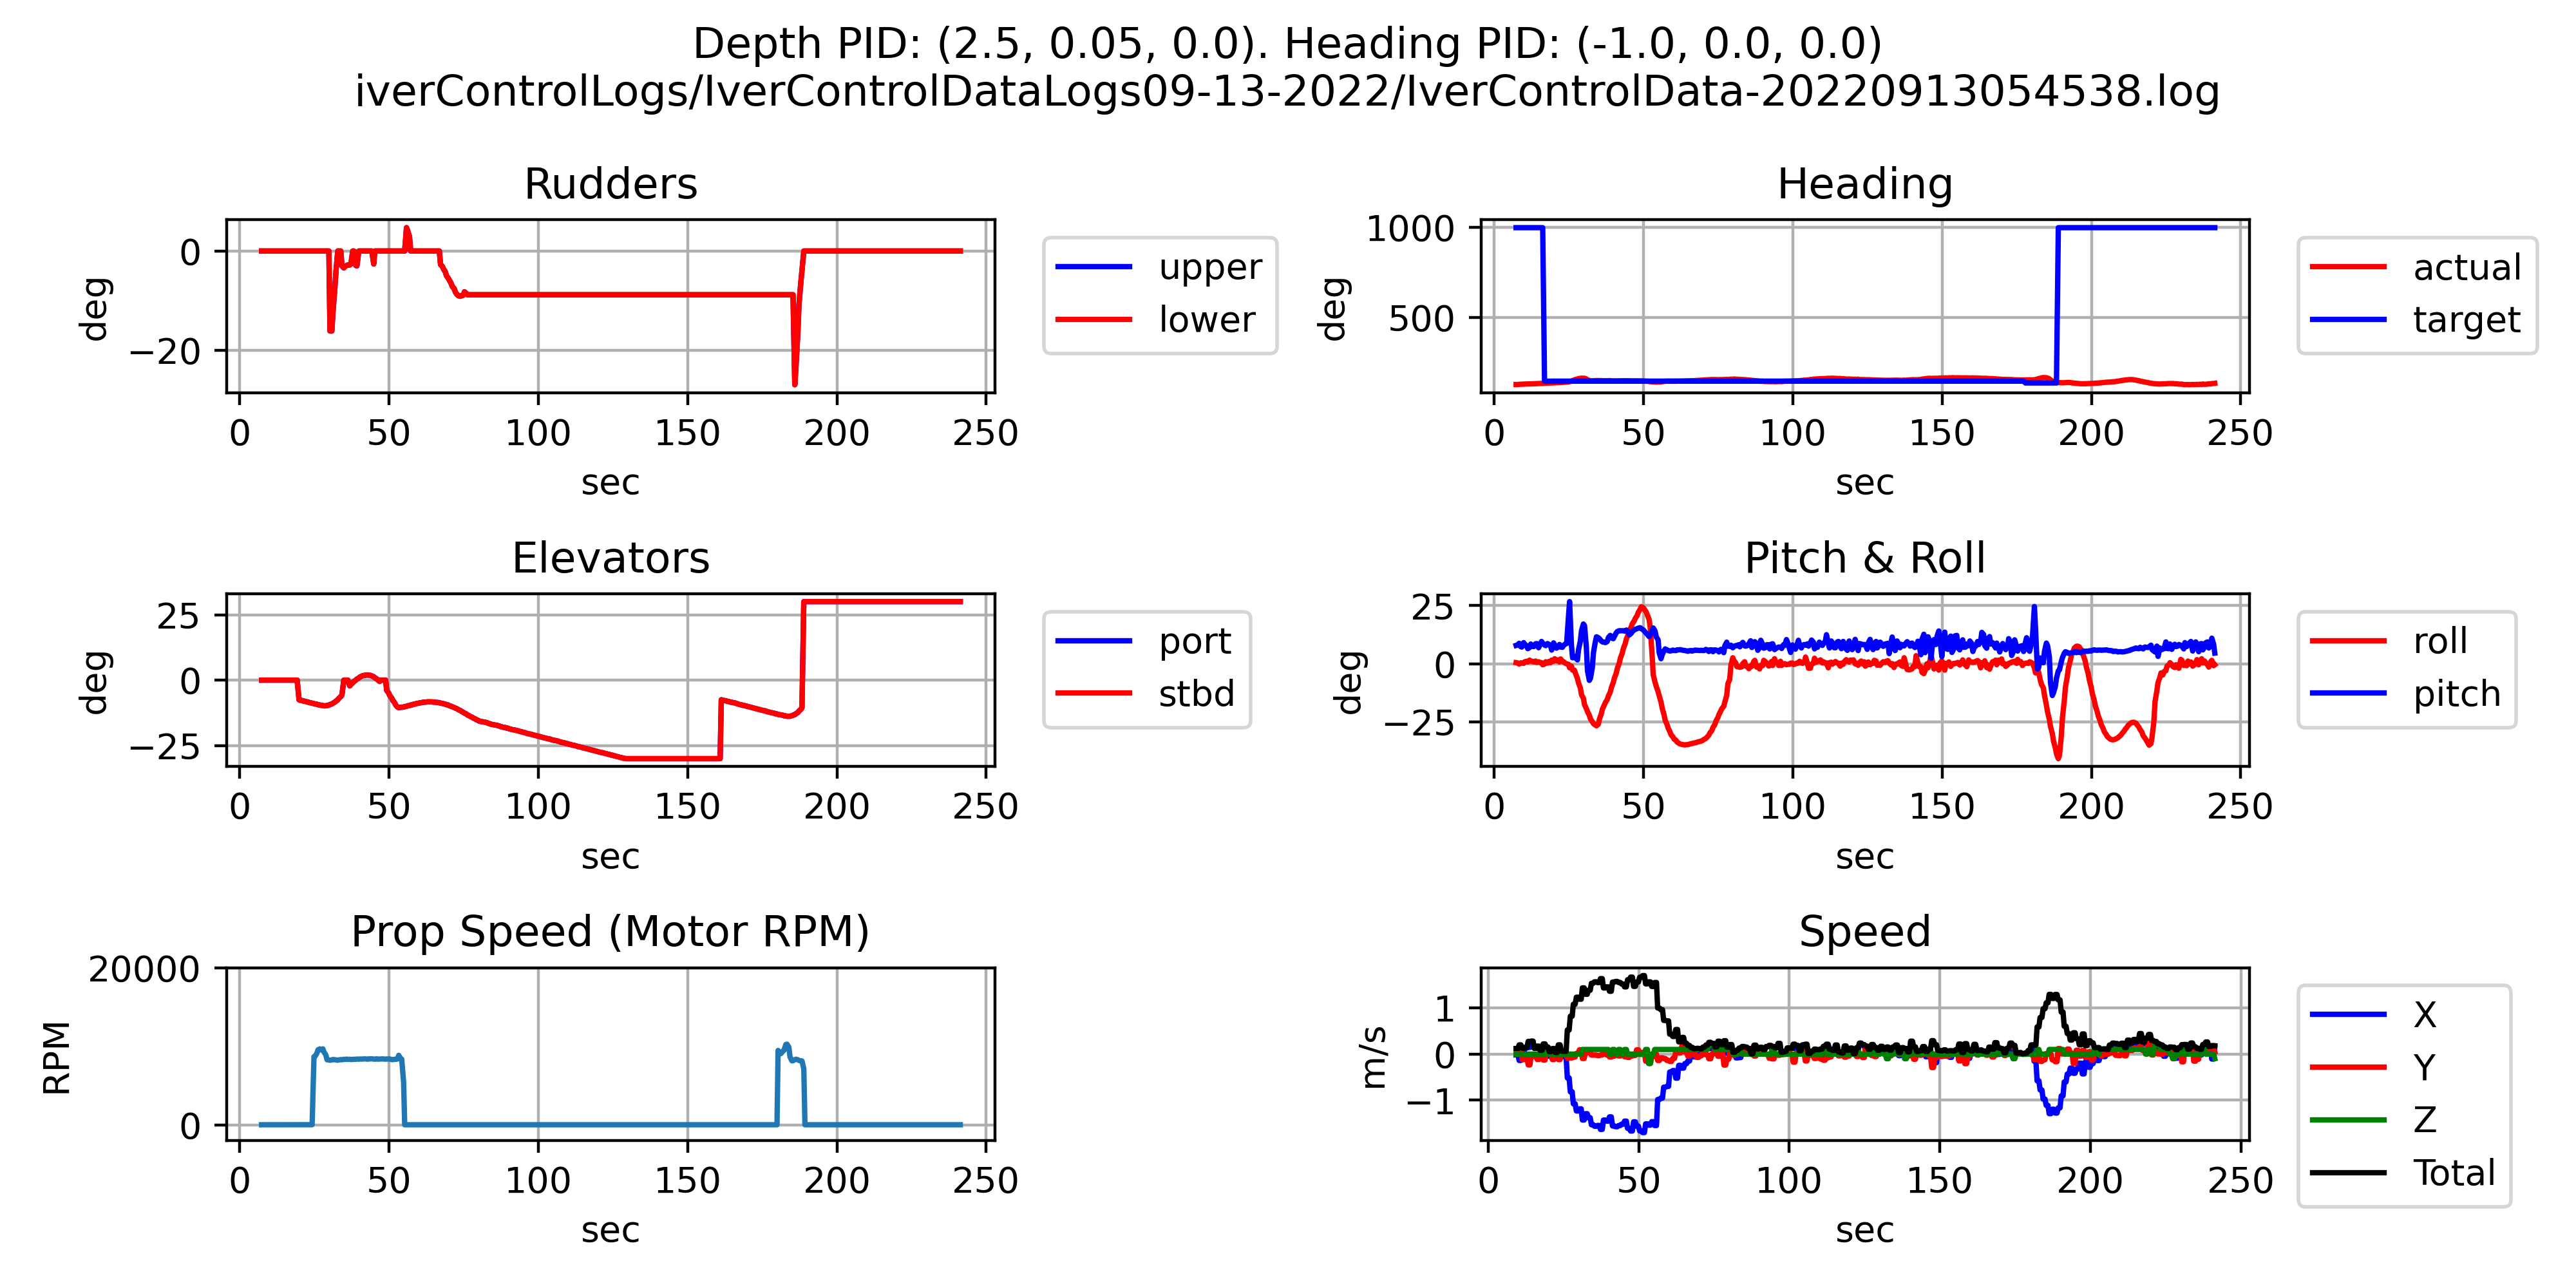 Depth PID: (2.5, 0.05, 0.0). Heading PID: (-1.0, 0.0, 0.0)
iverControlLogs/IverControlDataLogs09-13-2022/IverControlData-20220913054538.log
Rudders
0
−20
deg
0 50 100 150 200 250
sec
upper
lower
Heading
1000
500
deg
0 50 100 150 200 250
sec
actual
target
Elevators
25
0
−25
deg
0 50 100 150 200 250
sec
port
stbd
Pitch & Roll
25
0
−25
deg
0 50 100 150 200 250
sec
roll
pitch
Prop Speed (Motor RPM)
20000
0
RPM
0 50 100 150 200 250
sec
Speed
1
0
−1
m/s
0 50 100 150 200 250
sec
X
Y
Z
Total